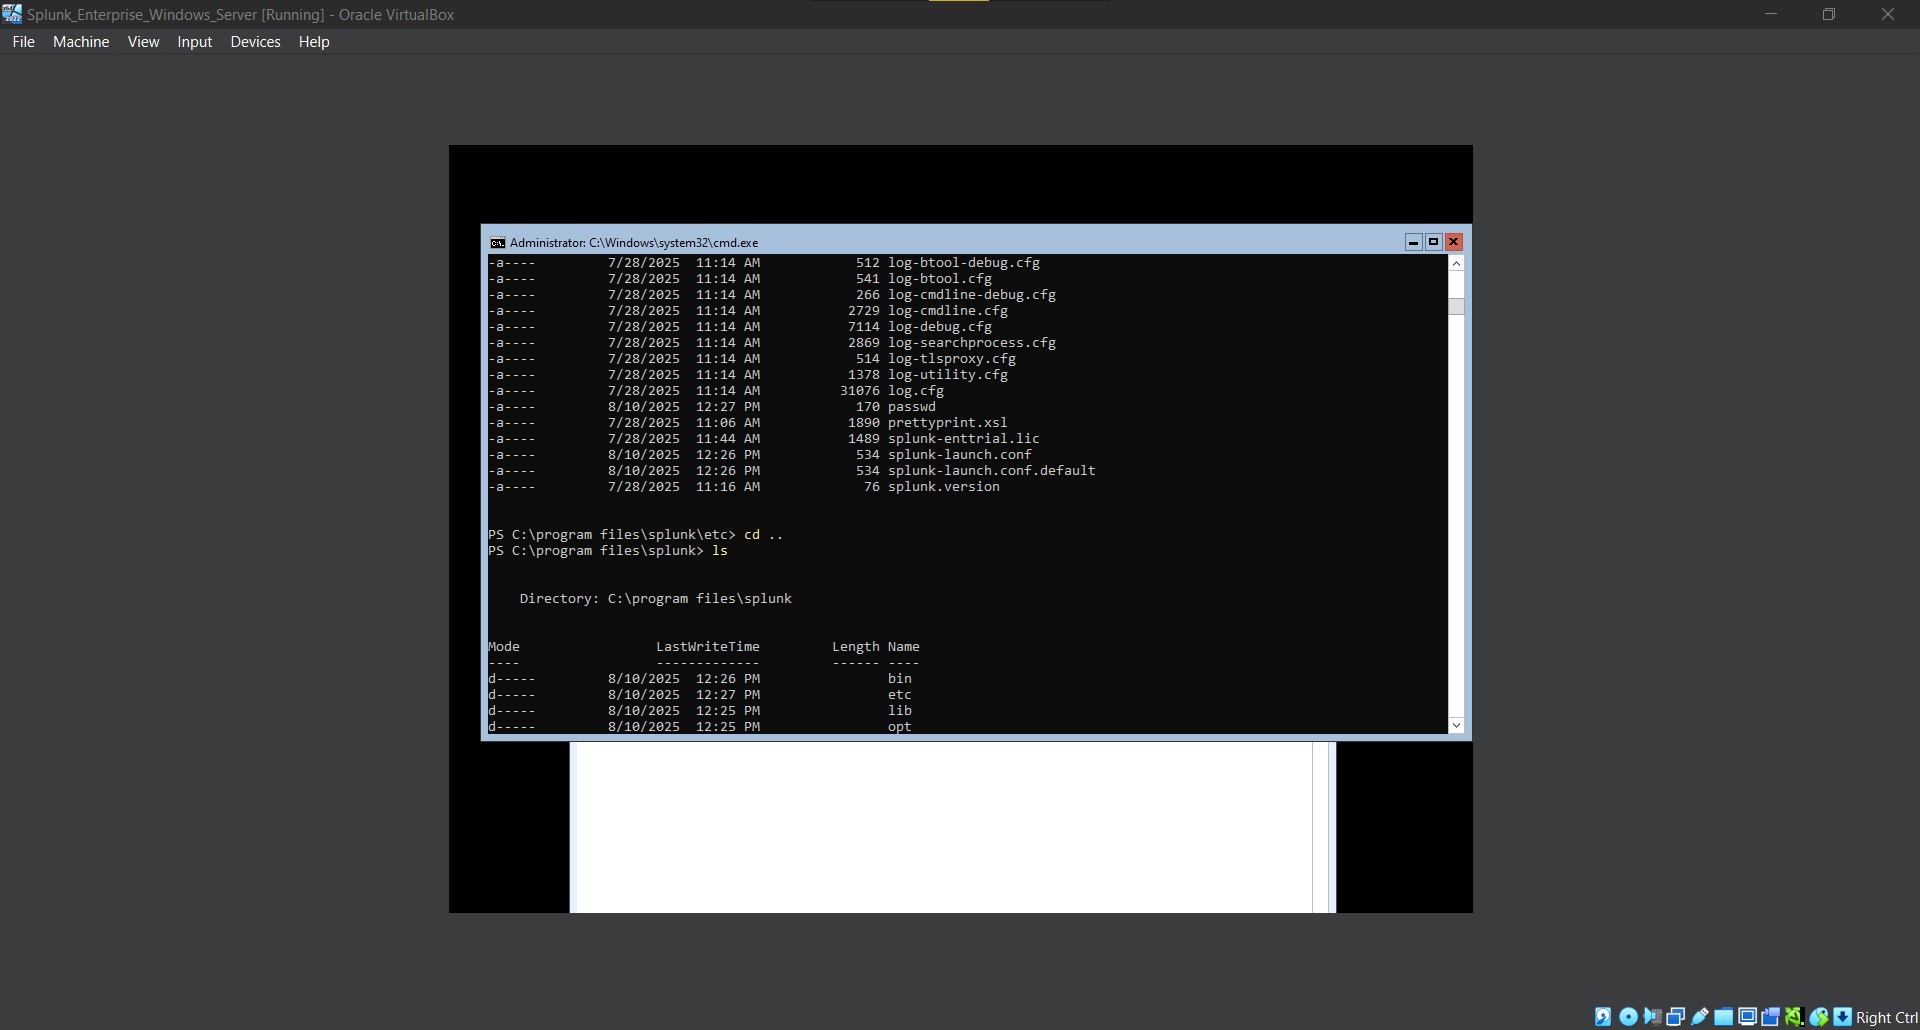 Splunk_Enterprise_Windows_Server [Running] - Oracle VirtualBox
File Machine View Input Devices Help
Administrator: C:\Windows\system32\cmd.exe
-a---- 7/28/2025 11:14 AM 512 log-btool-debug.cfg
-a---- 7/28/2025 11:14 AM 541 log-btool.cfg
-a---- 7/28/2025 11:14 AM 266 log-cmdline-debug.cfg
-a---- 7/28/2025 11:14 AM 2729 log-cmdline.cfg
-a---- 7/28/2025 11:14 AM 7114 log-debug.cfg
-a---- 7/28/2025 11:14 AM 2869 log-searchprocess.cfg
-a---- 7/28/2025 11:14 AM 514 log-tlsproxy.cfg
-a---- 7/28/2025 11:14 AM 1378 log-utility.cfg
-a---- 7/28/2025 11:14 AM 31076 log.cfg
-a---- 8/10/2025 12:27 PM 170 passwd
-a---- 7/28/2025 11:06 AM 1890 prettyprint.xsl
-a---- 7/28/2025 11:44 AM 1489 splunk-enttrial.lic
-a---- 8/10/2025 12:26 PM 534 splunk-launch.conf
-a---- 8/10/2025 12:26 PM 534 splunk-launch.conf.default
-a---- 7/28/2025 11:16 AM 76 splunk.version
PS C:\program files\splunk\etc> cd ..
PS C:\program files\splunk> ls
Directory: C:\program files\splunk
Mode LastWriteTime Length Name
---- ------------- ------ ----
d----- 8/10/2025 12:26 PM bin
d----- 8/10/2025 12:27 PM etc
d----- 8/10/2025 12:25 PM lib
d----- 8/10/2025 12:25 PM opt
Right Ctrl